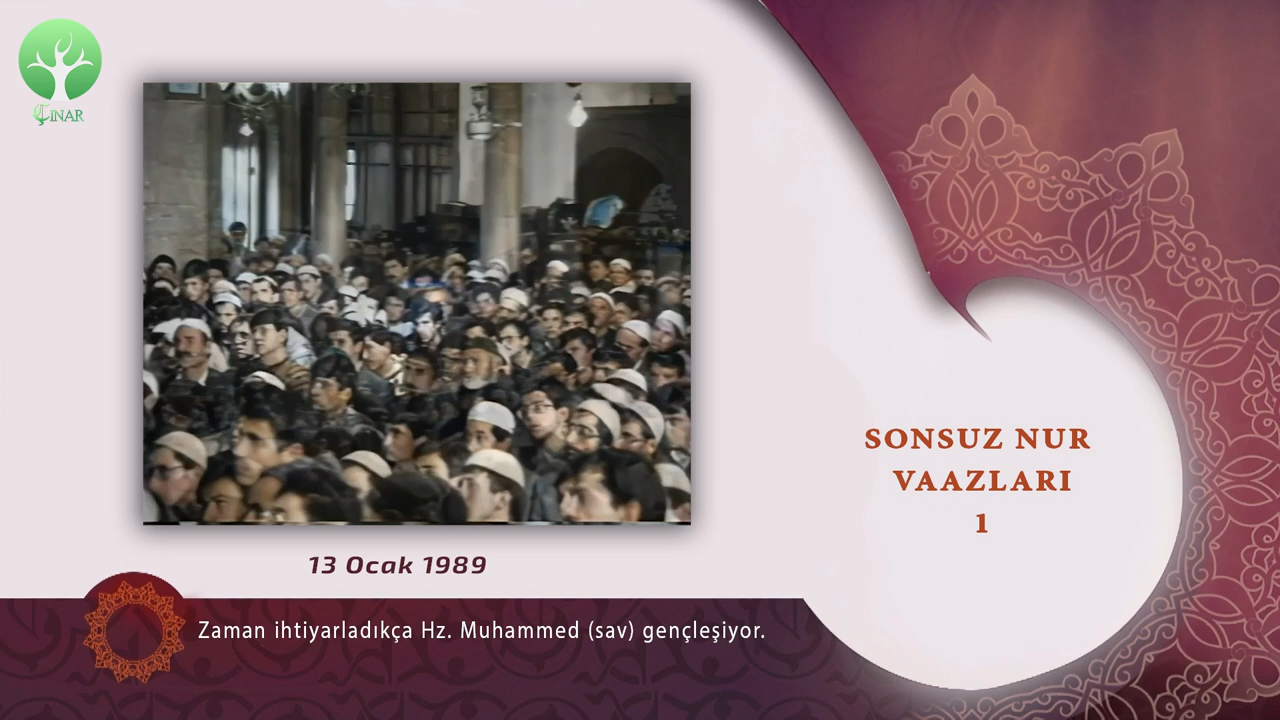 ÇINAR
SONSUZ NUR
VAAZLARI
1
13 Ocak 1989
Zaman ihtiyarladıkça Hz. Muhammed (sav) gençleşiyor.